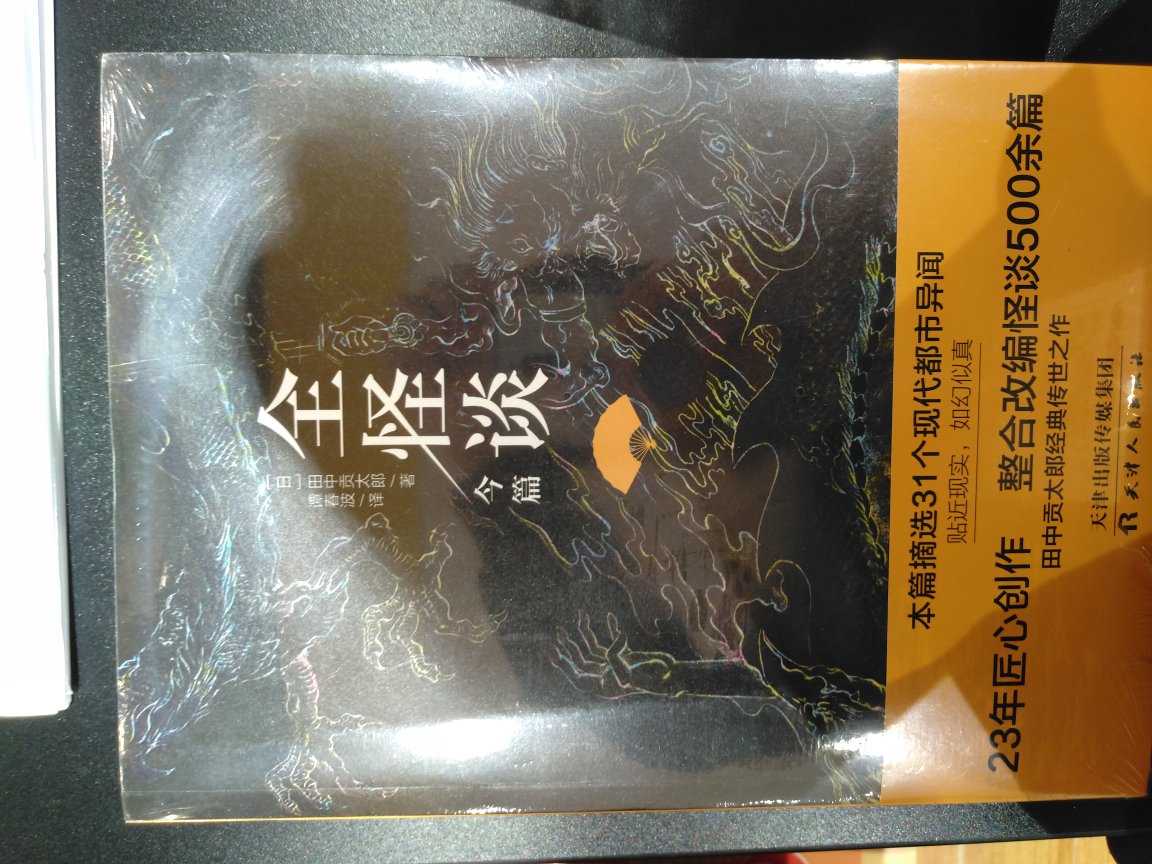 全怪谈
今篇
[日]田中贡太郎/著
谭春波/译
本篇摘选31个现代都市异闻
贴近现实，如幻似真
23年匠心创作 整合改编怪谈500余篇
田中贡太郎经典传世之作
天津出版传媒集团
天津人民出版社